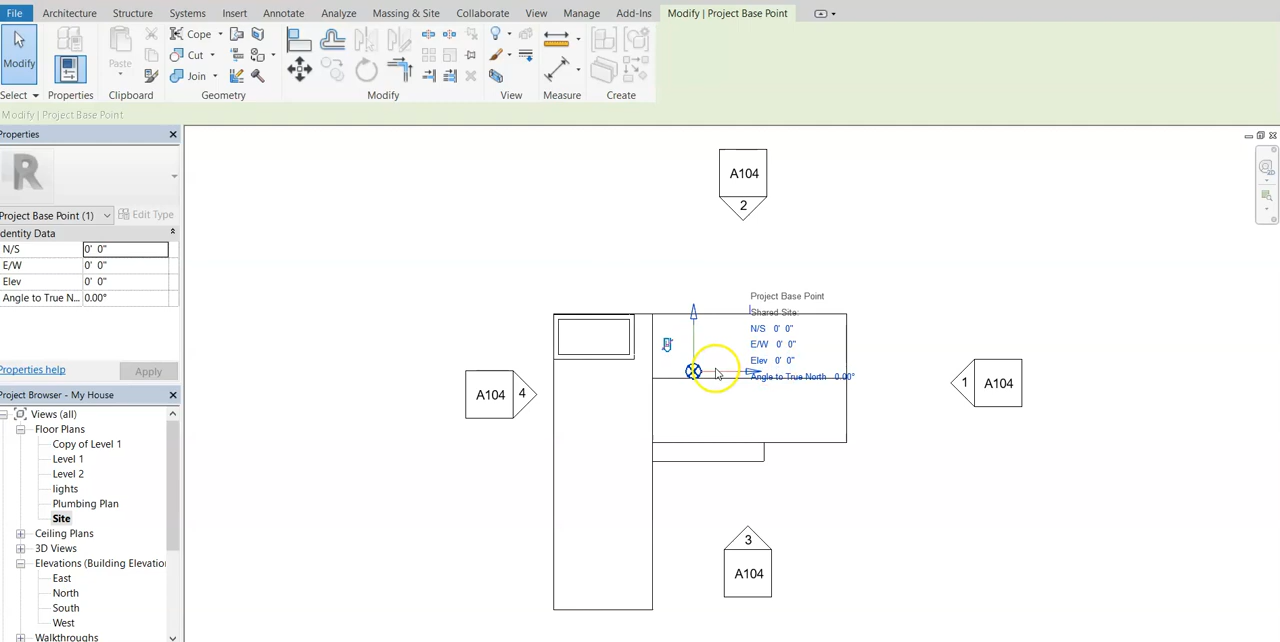 File Architecture Structure Systems Insert Annotate Analyze Massing & Site Collaborate View Manage Add-Ins Modify | Project Base Point
Modify Paste Cope Cut Join
Select Properties Clipboard Geometry Modify View Measure Create
Modify | Project Base Point
Properties
R
Project Base Point (1) Edit Type
dentity Data
N/S 0' 0"
E/W 0' 0"
Elev 0' 0"
Angle to True N... 0.00°
Properties help Apply
Project Browser - My House
Views (all)
Floor Plans
Copy of Level 1
Level 1
Level 2
lights
Plumbing Plan
Site
Ceiling Plans
3D Views
Elevations (Building Elevation
East
North
South
West
Walkthroughs
A104
2
Project Base Point
Shared Site:
N/S 0' 0"
E/W 0' 0"
Elev 0' 0"
Angle to True North 0.00°
A104 4
1 A104
3
A104